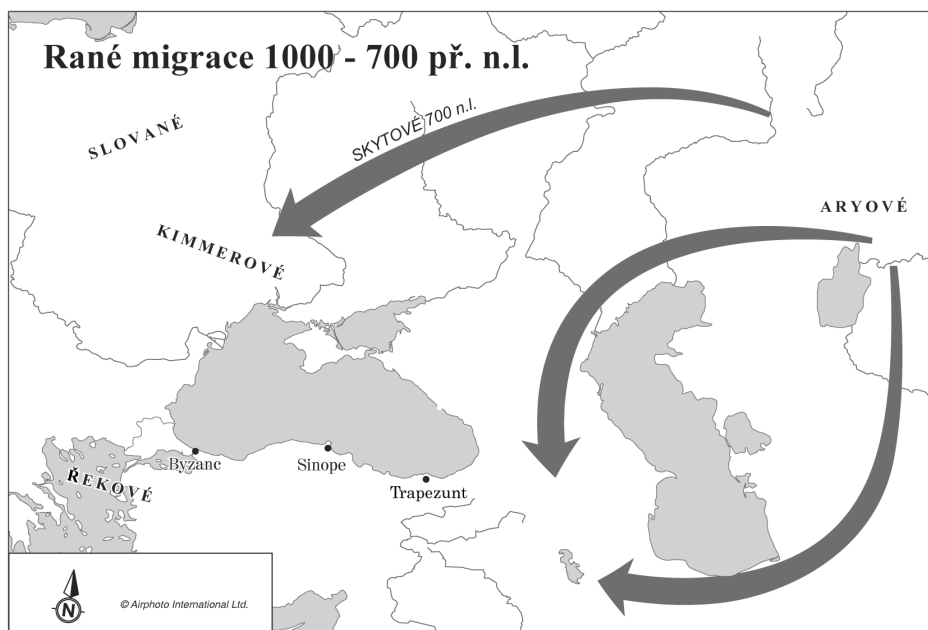 Rané migrace 1000 - 700 př. n.l.
SKYTOVÉ 700 n.l.
SLOVANÉ
ARYOVÉ
KIMMEROVÉ
Byzanc
Sinope
ŘEKOVÉ
Trapezunt
N
© Airphoto International Ltd.